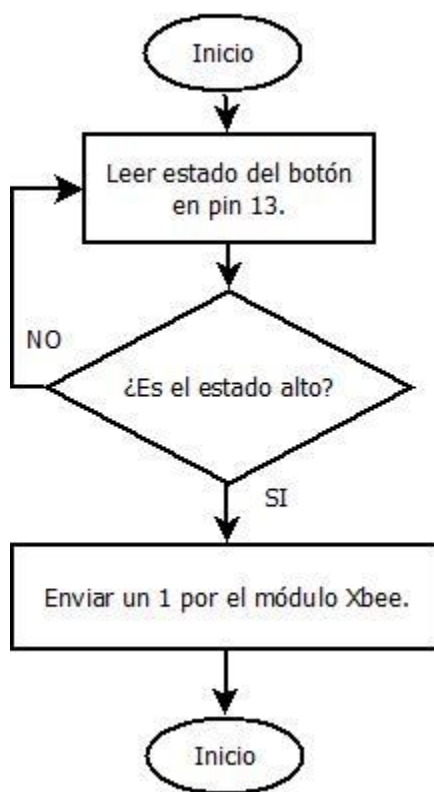 Inicio
Leer estado del botón
en pin 13.
NO
¿Es el estado alto?
SI
Enviar un 1 por el módulo Xbee.
Inicio